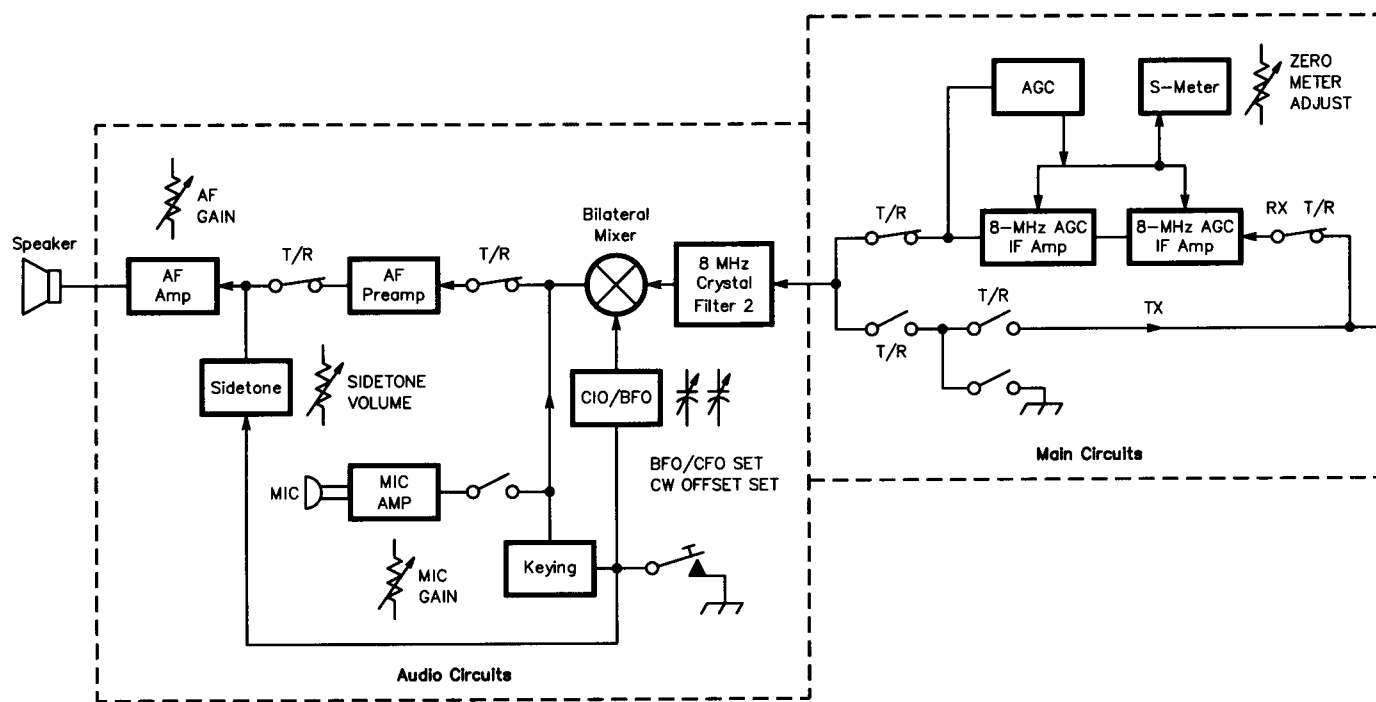 AGC
S-Meter
ZERO
METER
ADJUST
AF
GAIN
Bilateral
Mixer
T/R
8-MHz AGC
IF Amp
8-MHz AGC
IF Amp
RX T/R
Speaker
AF
Amp
T/R
AF
Preamp
T/R
8 MHz
Crystal
Filter 2
T/R
TX
T/R
Sidetone
SIDETONE
VOLUME
CIO/BFO
Main Circuits
BFO/CFO SET
CW OFFSET SET
MIC
MIC
AMP
Keying
MIC
GAIN
Audio Circuits